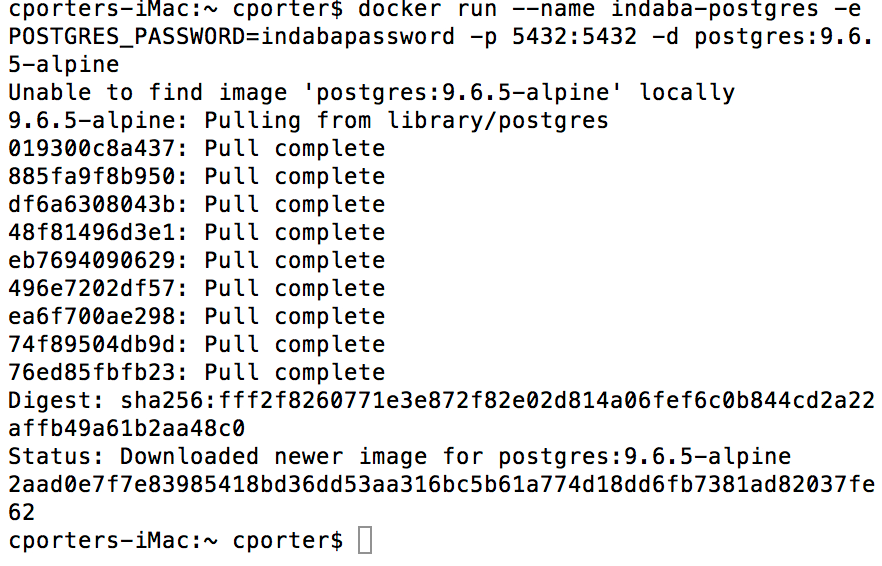 cporters-iMac:~ cporter$ docker run --name indaba-postgres -e
POSTGRES_PASSWORD=indabapassword -p 5432:5432 -d postgres:9.6.
5-alpine
Unable to find image 'postgres:9.6.5-alpine' locally
9.6.5-alpine: Pulling from library/postgres
019300c8a437: Pull complete
885fa9f8b950: Pull complete
df6a6308043b: Pull complete
48f81496d3e1: Pull complete
eb7694090629: Pull complete
496e7202df57: Pull complete
ea6f700ae298: Pull complete
74f89504db9d: Pull complete
76ed85fbfb23: Pull complete
Digest: sha256:fff2f8260771e3e872f82e02d814a06fef6c0b844cd2a22
affb49a61b2aa48c0
Status: Downloaded newer image for postgres:9.6.5-alpine
2aad0e7f7e83985418bd36dd53aa316bc5b61a774d18dd6fb7381ad82037fe
62
cporters-iMac:~ cporter$